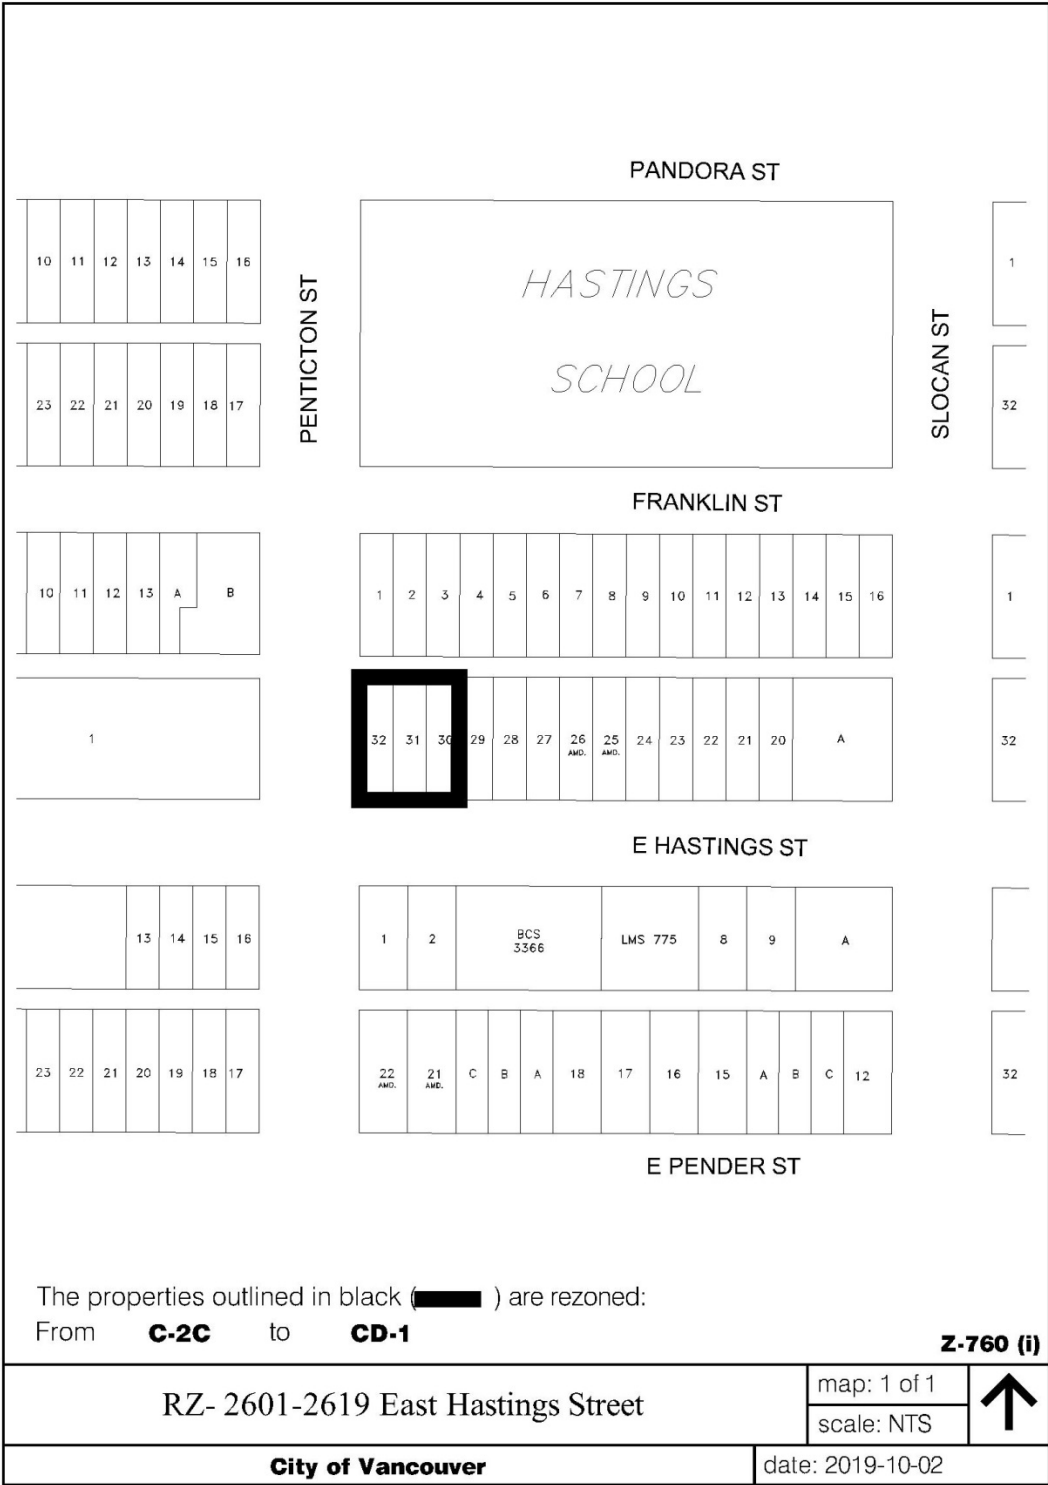 PANDORA ST
10 11 12 13 14 15 16
HASTINGS
SCHOOL
1
PENTICTON ST
SLOCAN ST
23 22 21 20 19 18 17
32
FRANKLIN ST
10 11 12 13 A B
1 2 3 4 5 6 7 8 9 10 11 12 13 14 15 16
1
1
32 31 30 29 28 27 26 25 24 23 22 21 20 A
AMD. AMD.
32
E HASTINGS ST
13 14 15 16
1 2 BCS LMS 775 8 9 A
3366
23 22 21 20 19 18 17
22 21 C B A 18 17 16 15 A B C 12
AMD. AMD.
32
E PENDER ST
The properties outlined in black ( ) are rezoned:
From C-2C to CD-1
Z-760 (i)
RZ- 2601-2619 East Hastings Street
map: 1 of 1
scale: NTS
City of Vancouver
date: 2019-10-02